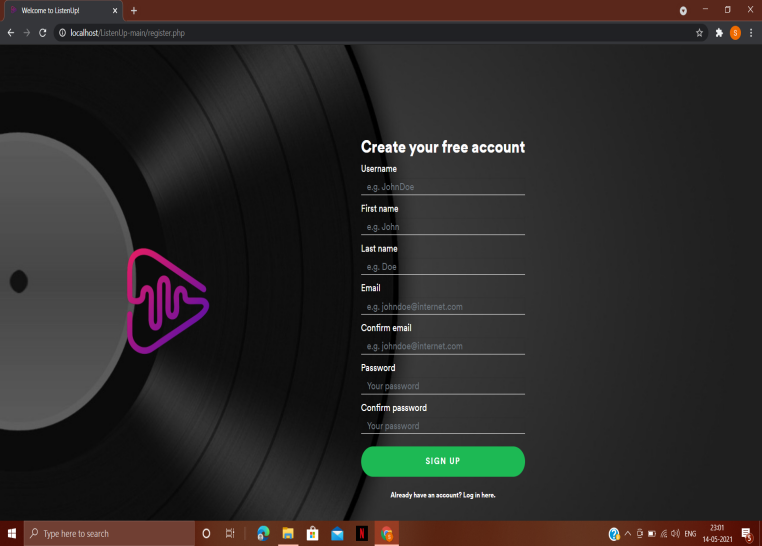 Welcome to ListenUp!
localhost/ListenUp-main/register.php
S
Create your free account
Username
e.g. JohnDoe
First name
e.g. John
Last name
e.g. Doe
Email
e.g. johndoe@internet.com
Confirm email
e.g. johndoe@internet.com
Password
Your password
Confirm password
Your password
SIGN UP
Already have an account? Log in here.
Type here to search
N
ENG
23:01
14-05-2021
5